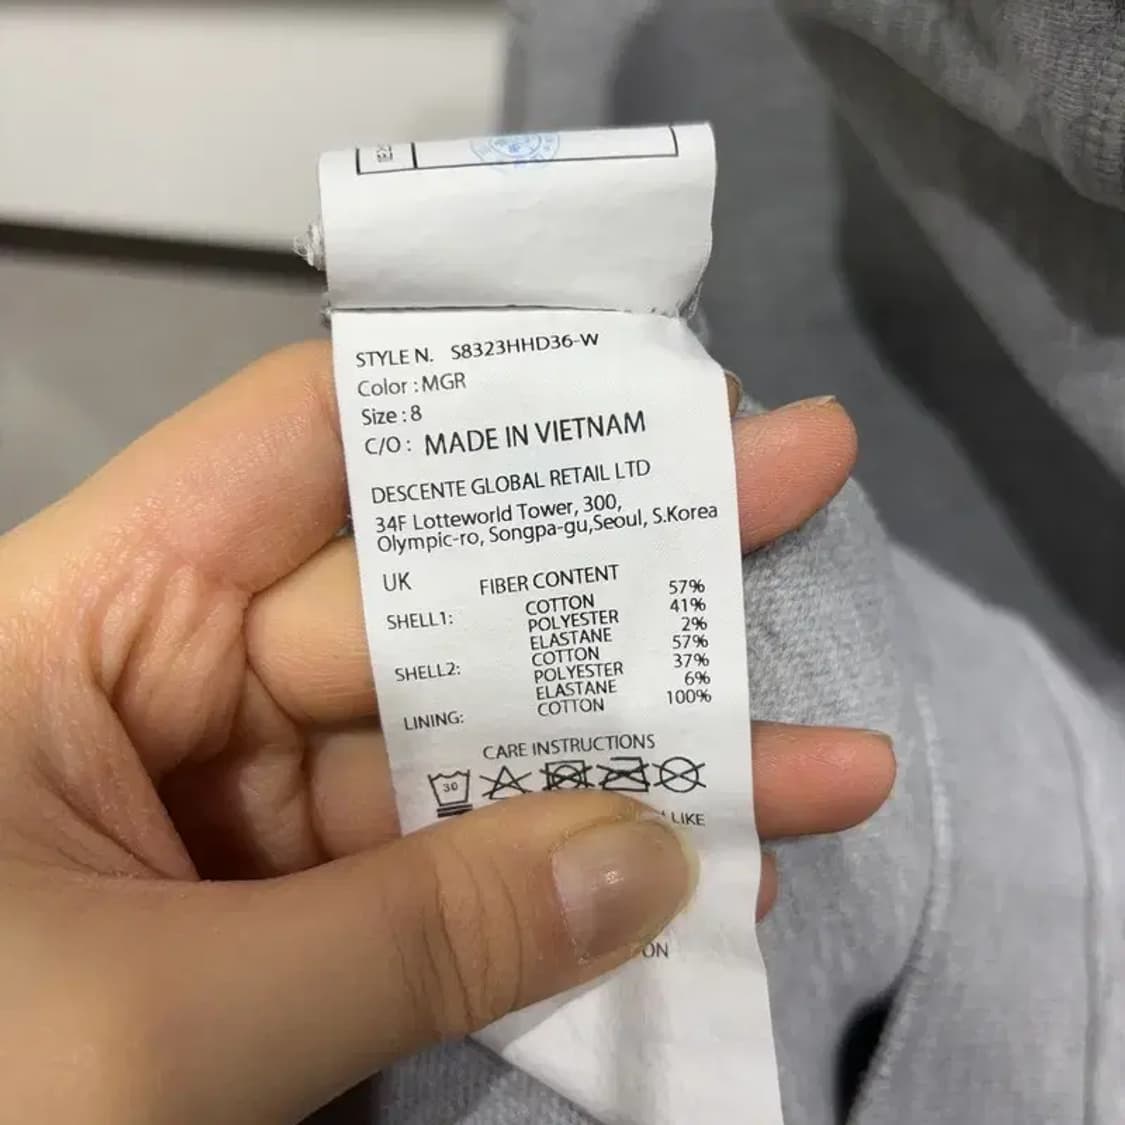 STYLE N. S8323HHD36-W
Color : MGR
Size : 8
C/O : MADE IN VIETNAM
DESCENTE GLOBAL RETAIL LTD
34F Lotteworld Tower, 300,
Olympic-ro, Songpa-gu,Seoul, S.Korea
UK FIBER CONTENT
SHELL1: COTTON 57%
POLYESTER 41%
ELASTANE 2%
SHELL2: COTTON 57%
POLYESTER 37%
ELASTANE 6%
LINING: COTTON 100%
CARE INSTRUCTIONS
30
LIKE